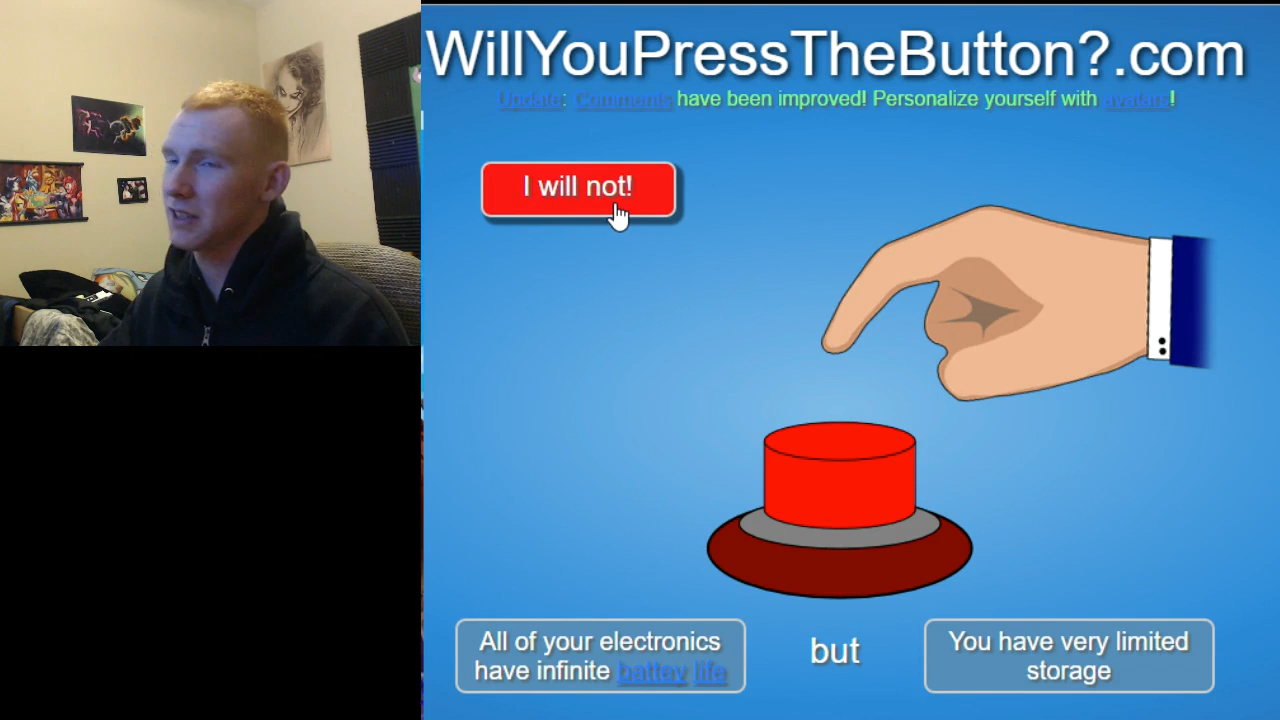 WillYouPressTheButton?.com
Update: Comments have been improved! Personalize yourself with avatars!
I will not!
All of your electronics
have infinite battey life
but
You have very limited
storage